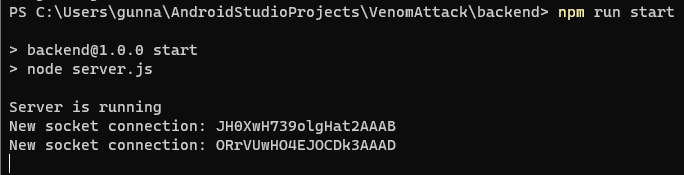 PS C:\Users\gunna\AndroidStudioProjects\VenomAttack\backend> npm run start
> backend@1.0.0 start
> node server.js
Server is running
New socket connection: JH0XwH739olgHat2AAAB
New socket connection: ORrVUwHO4EJOCDk3AAAD